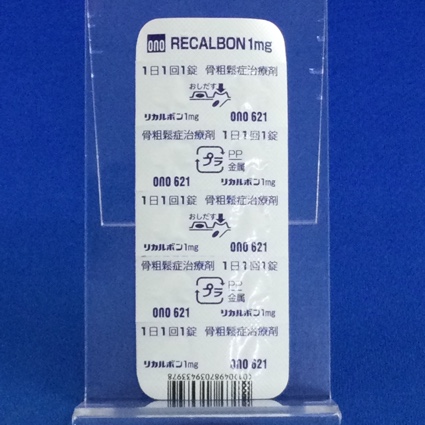 ono RECALBON 1mg
1日1回1錠 骨粗鬆症治療剤
おしだす
リカルボン1mg ono 621
骨粗鬆症治療剤 1日1回1錠
プラ PP 金属
ono 621 リカルボン1mg
1日1回1錠 骨粗鬆症治療剤
おしだす
リカルボン1mg ono 621
骨粗鬆症治療剤 1日1回1錠
プラ PP 金属
ono 621 リカルボン1mg
1日1回1錠 骨粗鬆症治療剤
リカルボン1mg ono 621
(01)04987039433978